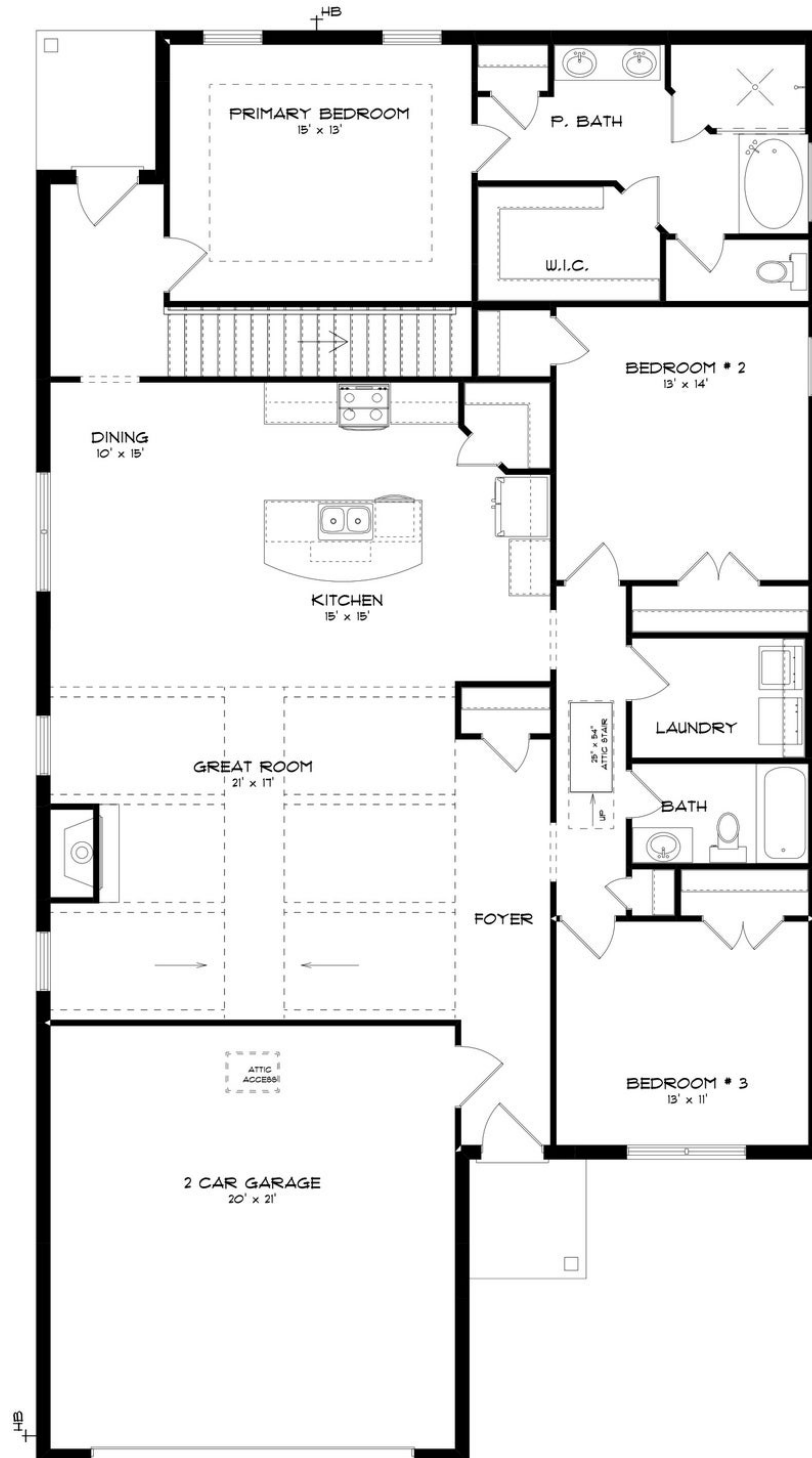 HB
PRIMARY BEDROOM
15' x 13'
P. BATH
W.I.C.
BEDROOM # 2
13' x 14'
DINING
10' x 15'
KITCHEN
15' x 15'
GREAT ROOM
21' x 17'
25" x 54"
ATTIC STAIR
UP
LAUNDRY
BATH
FOYER
ATTIC
ACCESS
BEDROOM # 3
13' x 11'
2 CAR GARAGE
20' x 21'
HB